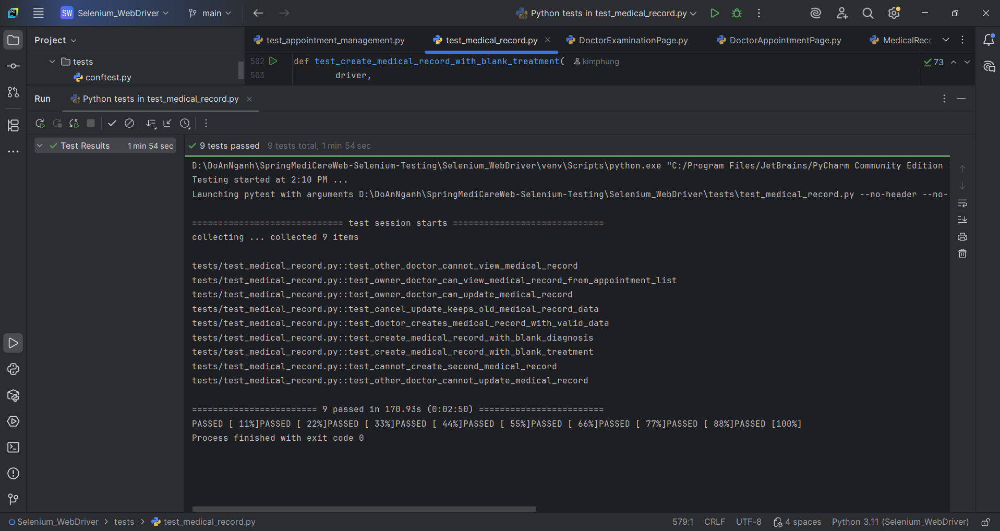 SW Selenium_WebDriver main Python tests in test_medical_record.py
Project test_appointment_management.py test_medical_record.py DoctorExaminationPage.py DoctorAppointmentPage.py MedicalRec
tests
conftest.py
502 def test_create_medical_record_with_blank_treatment( kimphung 73
503 driver,
Run Python tests in test_medical_record.py
Test Results 1 min 54 sec
9 tests passed 9 tests total, 1 min 54 sec
D:\DoAnNganh\SpringMediCareWeb-Selenium-Testing\Selenium_WebDriver\venv\Scripts\python.exe "C:/Program Files/JetBrains/PyCharm Community Edition
Testing started at 2:10 PM ...
Launching pytest with arguments D:\DoAnNganh\SpringMediCareWeb-Selenium-Testing\Selenium_WebDriver\tests\test_medical_record.py --no-header --no-
============================= test session starts =============================
collecting ... collected 9 items
tests/test_medical_record.py::test_other_doctor_cannot_view_medical_record
tests/test_medical_record.py::test_owner_doctor_can_view_medical_record_from_appointment_list
tests/test_medical_record.py::test_owner_doctor_can_update_medical_record
tests/test_medical_record.py::test_cancel_update_keeps_old_medical_record_data
tests/test_medical_record.py::test_doctor_creates_medical_record_with_valid_data
tests/test_medical_record.py::test_create_medical_record_with_blank_diagnosis
tests/test_medical_record.py::test_create_medical_record_with_blank_treatment
tests/test_medical_record.py::test_cannot_create_second_medical_record
tests/test_medical_record.py::test_other_doctor_cannot_update_medical_record
======================== 9 passed in 170.93s (0:02:50) ========================
PASSED [ 11%]PASSED [ 22%]PASSED [ 33%]PASSED [ 44%]PASSED [ 55%]PASSED [ 66%]PASSED [ 77%]PASSED [ 88%]PASSED [100%]
Process finished with exit code 0
Selenium_WebDriver > tests > test_medical_record.py 579:1 CRLF UTF-8 4 spaces Python 3.11 (Selenium_WebDriver)